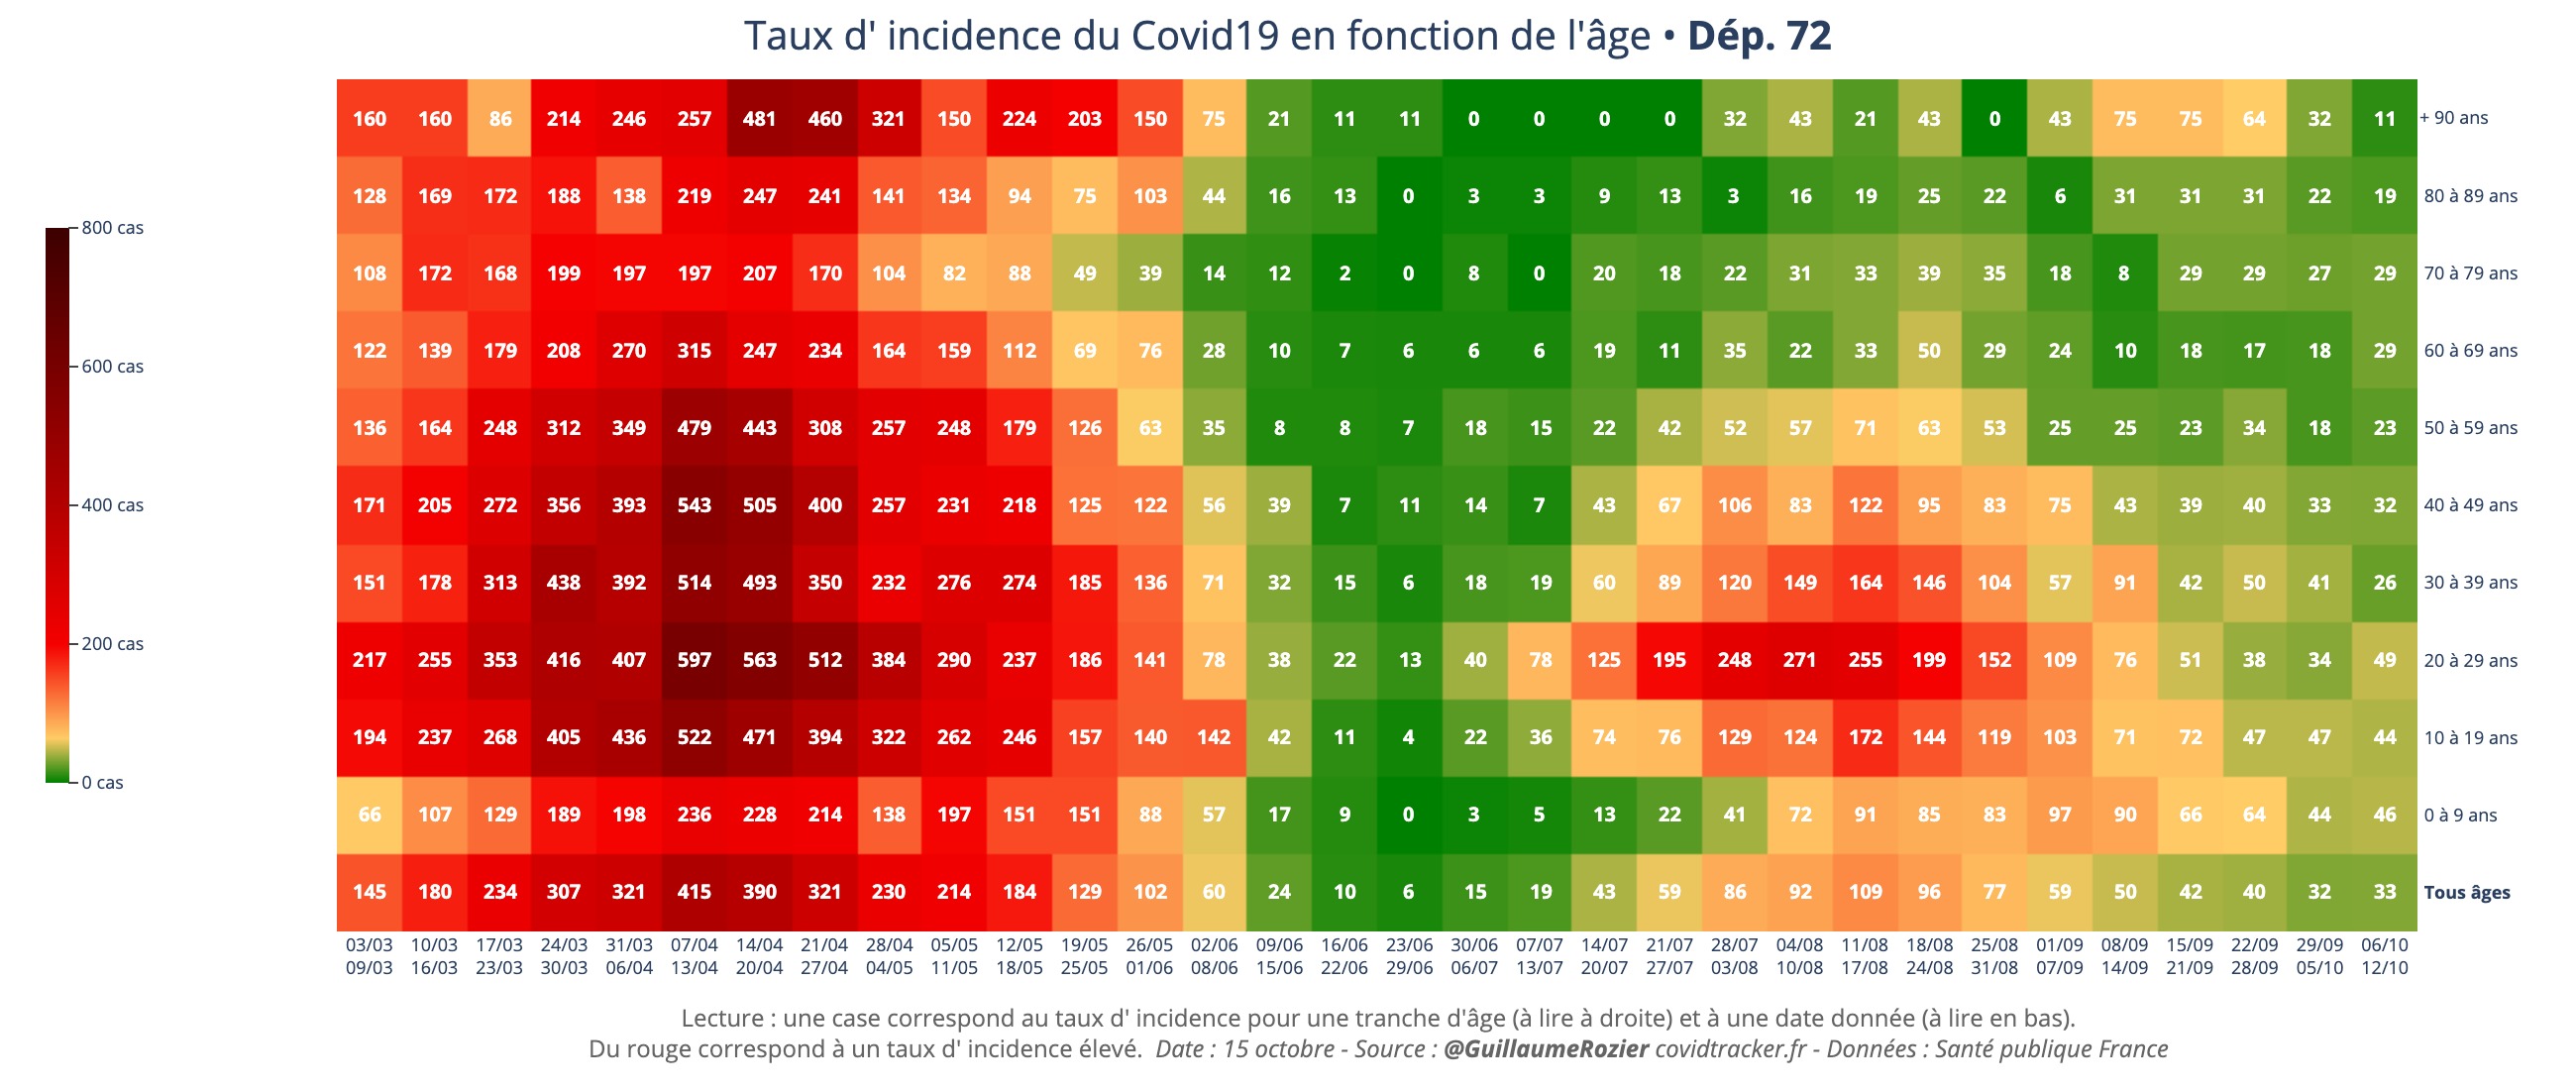 Taux d' incidence du Covid19 en fonction de l'âge • Dép. 72
800 cas
600 cas
400 cas
200 cas
0 cas
160 160 86 214 246 257 481 460 321 150 224 203 150 75 21 11 11 0 0 0 0 32 43 21 43 0 43 75 75 64 32 11 + 90 ans
128 169 172 188 138 219 247 241 141 134 94 75 103 44 16 13 0 3 3 9 13 3 16 19 25 22 6 31 31 31 22 19 80 à 89 ans
108 172 168 199 197 197 207 170 104 82 88 49 39 14 12 2 0 8 0 20 18 22 31 33 39 35 18 8 29 29 27 29 70 à 79 ans
122 139 179 208 270 315 247 234 164 159 112 69 76 28 10 7 6 6 6 19 11 35 22 33 50 29 24 10 18 17 18 29 60 à 69 ans
136 164 248 312 349 479 443 308 257 248 179 126 63 35 8 8 7 18 15 22 42 52 57 71 63 53 25 25 23 34 18 23 50 à 59 ans
171 205 272 356 393 543 505 400 257 231 218 125 122 56 39 7 11 14 7 43 67 106 83 122 95 83 75 43 39 40 33 32 40 à 49 ans
151 178 313 438 392 514 493 350 232 276 274 185 136 71 32 15 6 18 19 60 89 120 149 164 146 104 57 91 42 50 41 26 30 à 39 ans
217 255 353 416 407 597 563 512 384 290 237 186 141 78 38 22 13 40 78 125 195 248 271 255 199 152 109 76 51 38 34 49 20 à 29 ans
194 237 268 405 436 522 471 394 322 262 246 157 140 142 42 11 4 22 36 74 76 129 124 172 144 119 103 71 72 47 47 44 10 à 19 ans
66 107 129 189 198 236 228 214 138 197 151 151 88 57 17 9 0 3 5 13 22 41 72 91 85 83 97 90 66 64 44 46 0 à 9 ans
145 180 234 307 321 415 390 321 230 214 184 129 102 60 24 10 6 15 19 43 59 86 92 109 96 77 59 50 42 40 32 33 Tous âges
03/03 10/03 17/03 24/03 31/03 07/04 14/04 21/04 28/04 05/05 12/05 19/05 26/05 02/06 09/06 16/06 23/06 30/06 07/07 14/07 21/07 28/07 04/08 11/08 18/08 25/08 01/09 08/09 15/09 22/09 29/09 06/10
09/03 16/03 23/03 30/03 06/04 13/04 20/04 27/04 04/05 11/05 18/05 25/05 01/06 08/06 15/06 22/06 29/06 06/07 13/07 20/07 27/07 03/08 10/08 17/08 24/08 31/08 07/09 14/09 21/09 28/09 05/10 12/10
Lecture : une case correspond au taux d' incidence pour une tranche d'âge (à lire à droite) et à une date donnée (à lire en bas).
Du rouge correspond à un taux d' incidence élevé. Date : 15 octobre - Source : @GuillaumeRozier covidtracker.fr - Données : Santé publique France